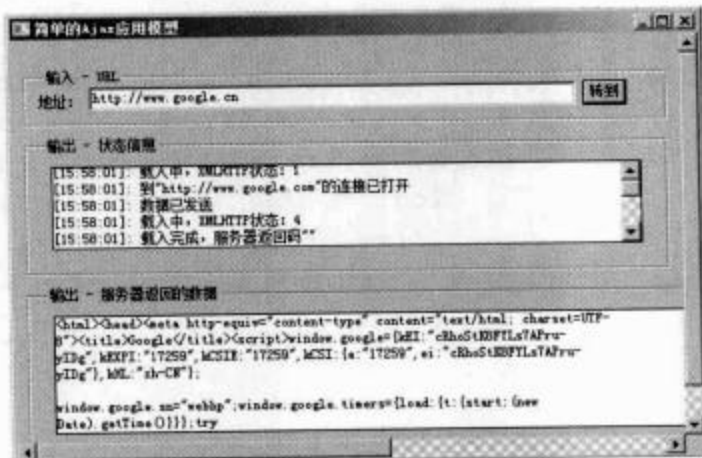 简单的Ajax应用模型
输入 - URL
地址: http://www.google.cn 转到
输出 - 状态信息
[15:58:01]: 载入中，XMLHTTP状态: 1
[15:58:01]: 到"http://www.google.com"的连接已打开
[15:58:01]: 数据已发送
[15:58:01]: 载入中，XMLHTTP状态: 4
[15:58:01]: 载入完成，服务器返回码""
输出 - 服务器返回的数据
<html><head><meta http-equiv="content-type" content="text/html; charset=UTF-
8"><title>Google</title><script>window.google={kEI:"cRhoStKBFYLs7APru-
yIDg",kEXPI:"17259",kCSIE:"17259",kCSI:{e:"17259",ei:"cRhoStKBFYLs7APru-
yIDg"},kHL:"zh-CN"};
window.google.sn="webhp";window.google.timers={load:{t:{start:(new
Date).getTime()}}};try